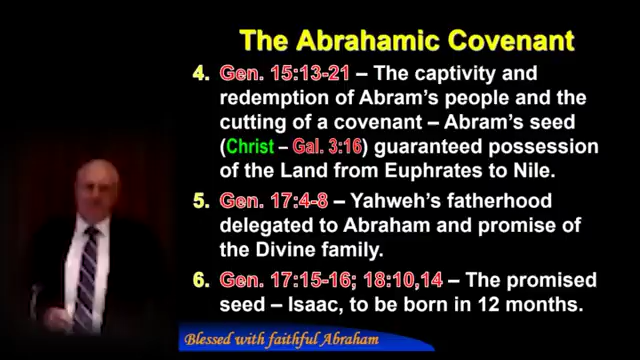 The Abrahamic Covenant
4. Gen. 15:13-21 – The captivity and
redemption of Abram's people and the
cutting of a covenant – Abram's seed
(Christ – Gal. 3:16) guaranteed possession
of the Land from Euphrates to Nile.
5. Gen. 17:4-8 – Yahweh's fatherhood
delegated to Abraham and promise of
the Divine family.
6. Gen. 17:15-16; 18:10,14 – The promised
seed – Isaac, to be born in 12 months.
Blessed with faithful Abraham